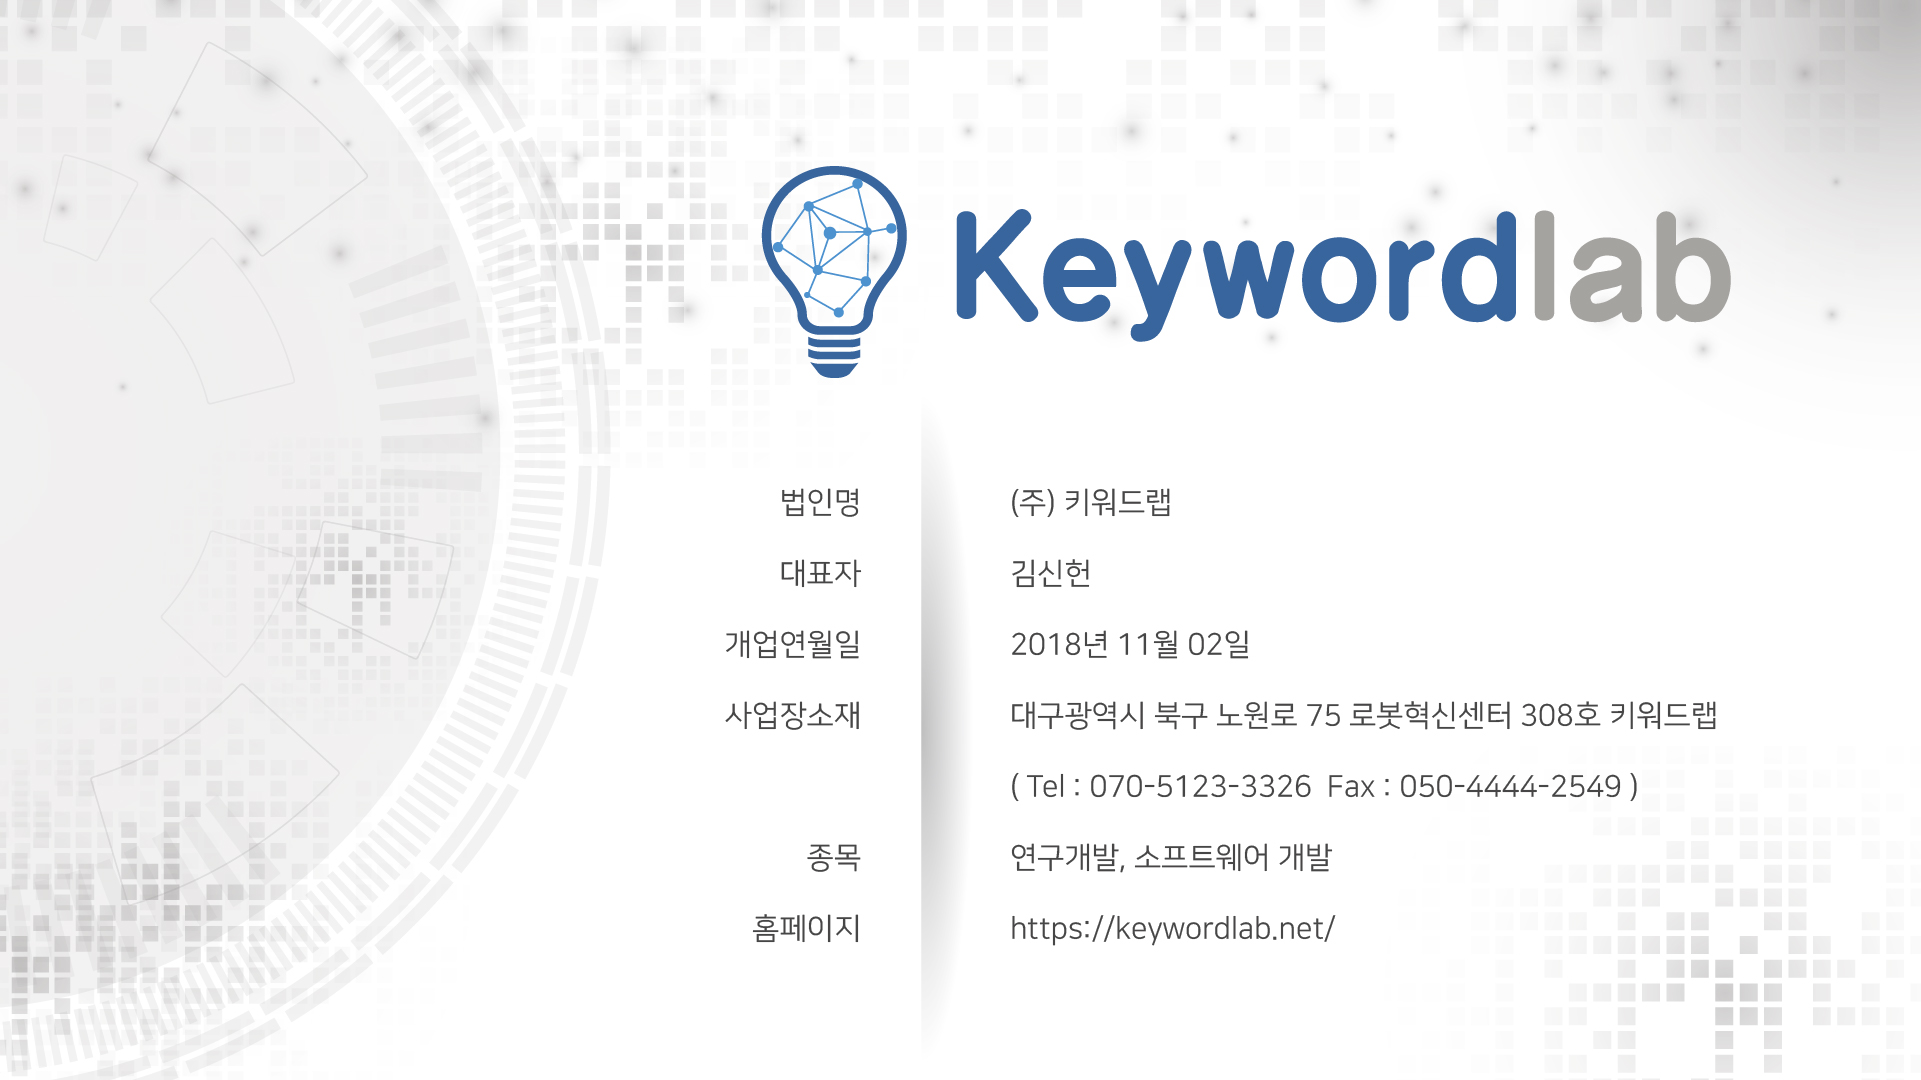 Keywordlab
법인명 (주) 키워드랩
대표자 김신헌
개업연월일 2018년 11월 02일
사업장소재 대구광역시 북구 노원로 75 로봇혁신센터 308호 키워드랩
( Tel : 070-5123-3326 Fax : 050-4444-2549 )
종목 연구개발, 소프트웨어 개발
홈페이지 https://keywordlab.net/